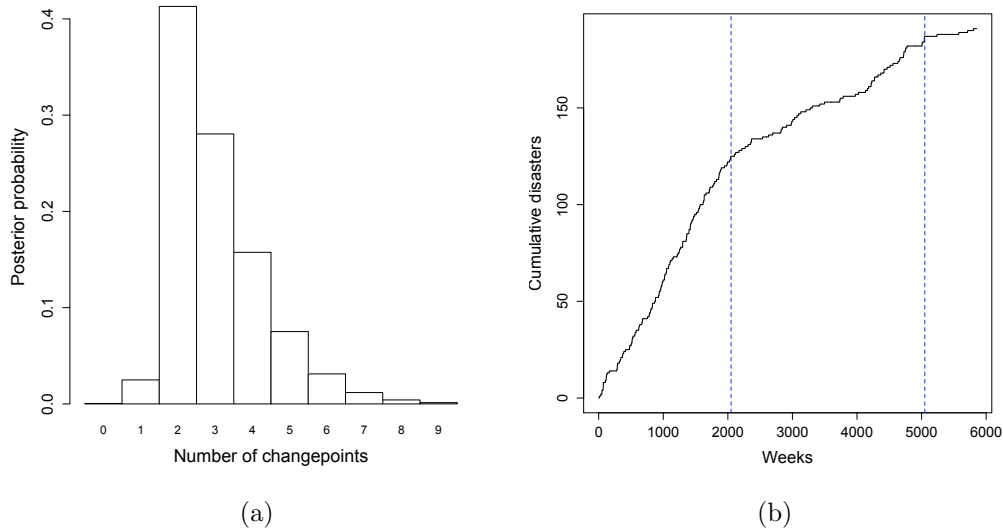 0.4
0.3
0.2
0.1
0.0
Posterior probability
0 1 2 3 4 5 6 7 8 9
Number of changepoints
(a)
150
100
50
0
Cumulative disasters
0 1000 2000 3000 4000 5000 6000
Weeks
(b)